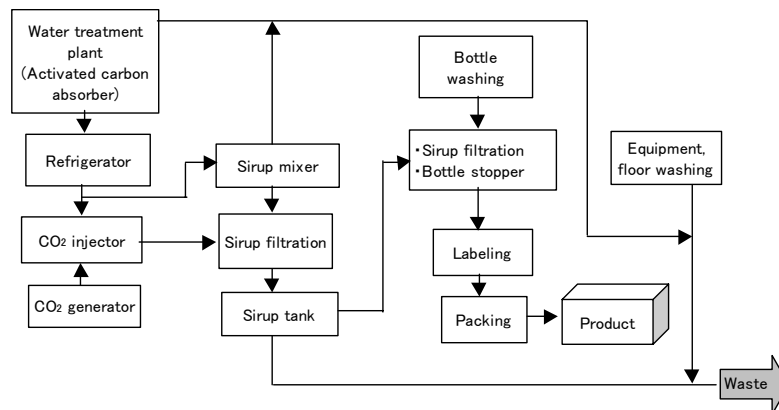 Water treatment
plant
(Activated carbon
absorber)
Refrigerator
CO2 injector
CO2 generator
Sirup mixer
Sirup filtration
Sirup tank
Bottle
washing
・Sirup filtration
・Bottle stopper
Labeling
Packing
Product
Equipment,
floor washing
Waste